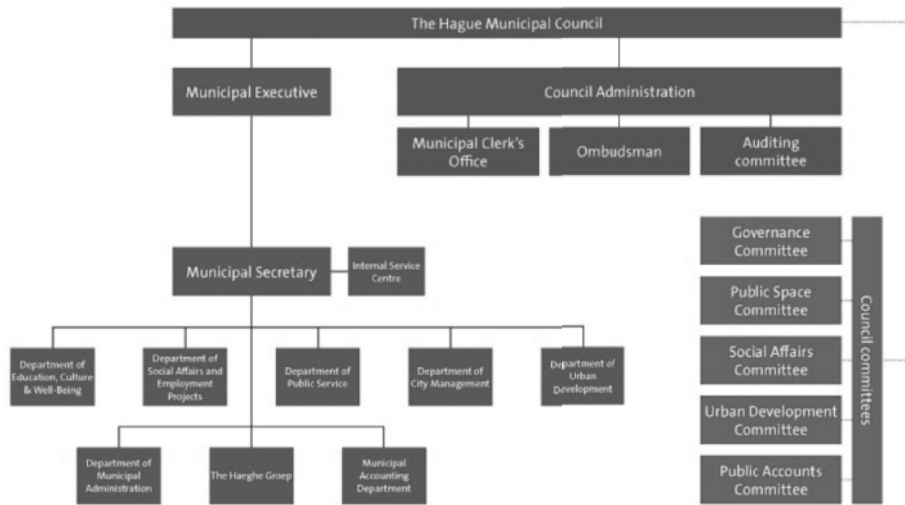 The Hague Municipal Council
Municipal Executive
Council Administration
Municipal Clerk's
Office
Ombudsman
Auditing
committee
Municipal Secretary
Internal Service
Centre
Department of
Education, Culture
& Well-Being
Department of
Social Affairs and
Employment
Projects
Department of
Public Service
Department of
City Management
Department of
Urban
Development
Department of
Municipal
Administration
The Haeghe Groep
Municipal
Accounting
Department
Governance
Committee
Public Space
Committee
Social Affairs
Committee
Urban Development
Committee
Public Accounts
Committee
Council committees